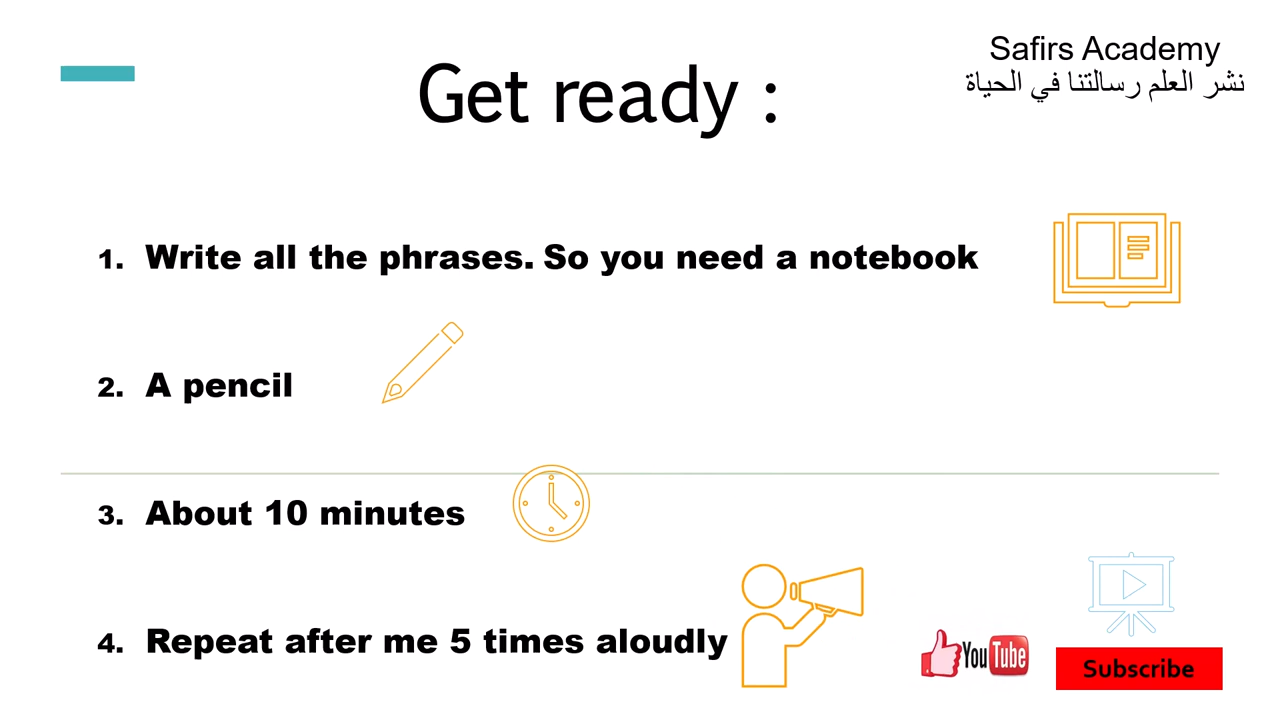 Safirs Academy
نشر العلم رسالتنا في الحياة
Get ready :
1. Write all the phrases. So you need a notebook
2. A pencil
3. About 10 minutes
4. Repeat after me 5 times aloudly
YouTube
Subscribe